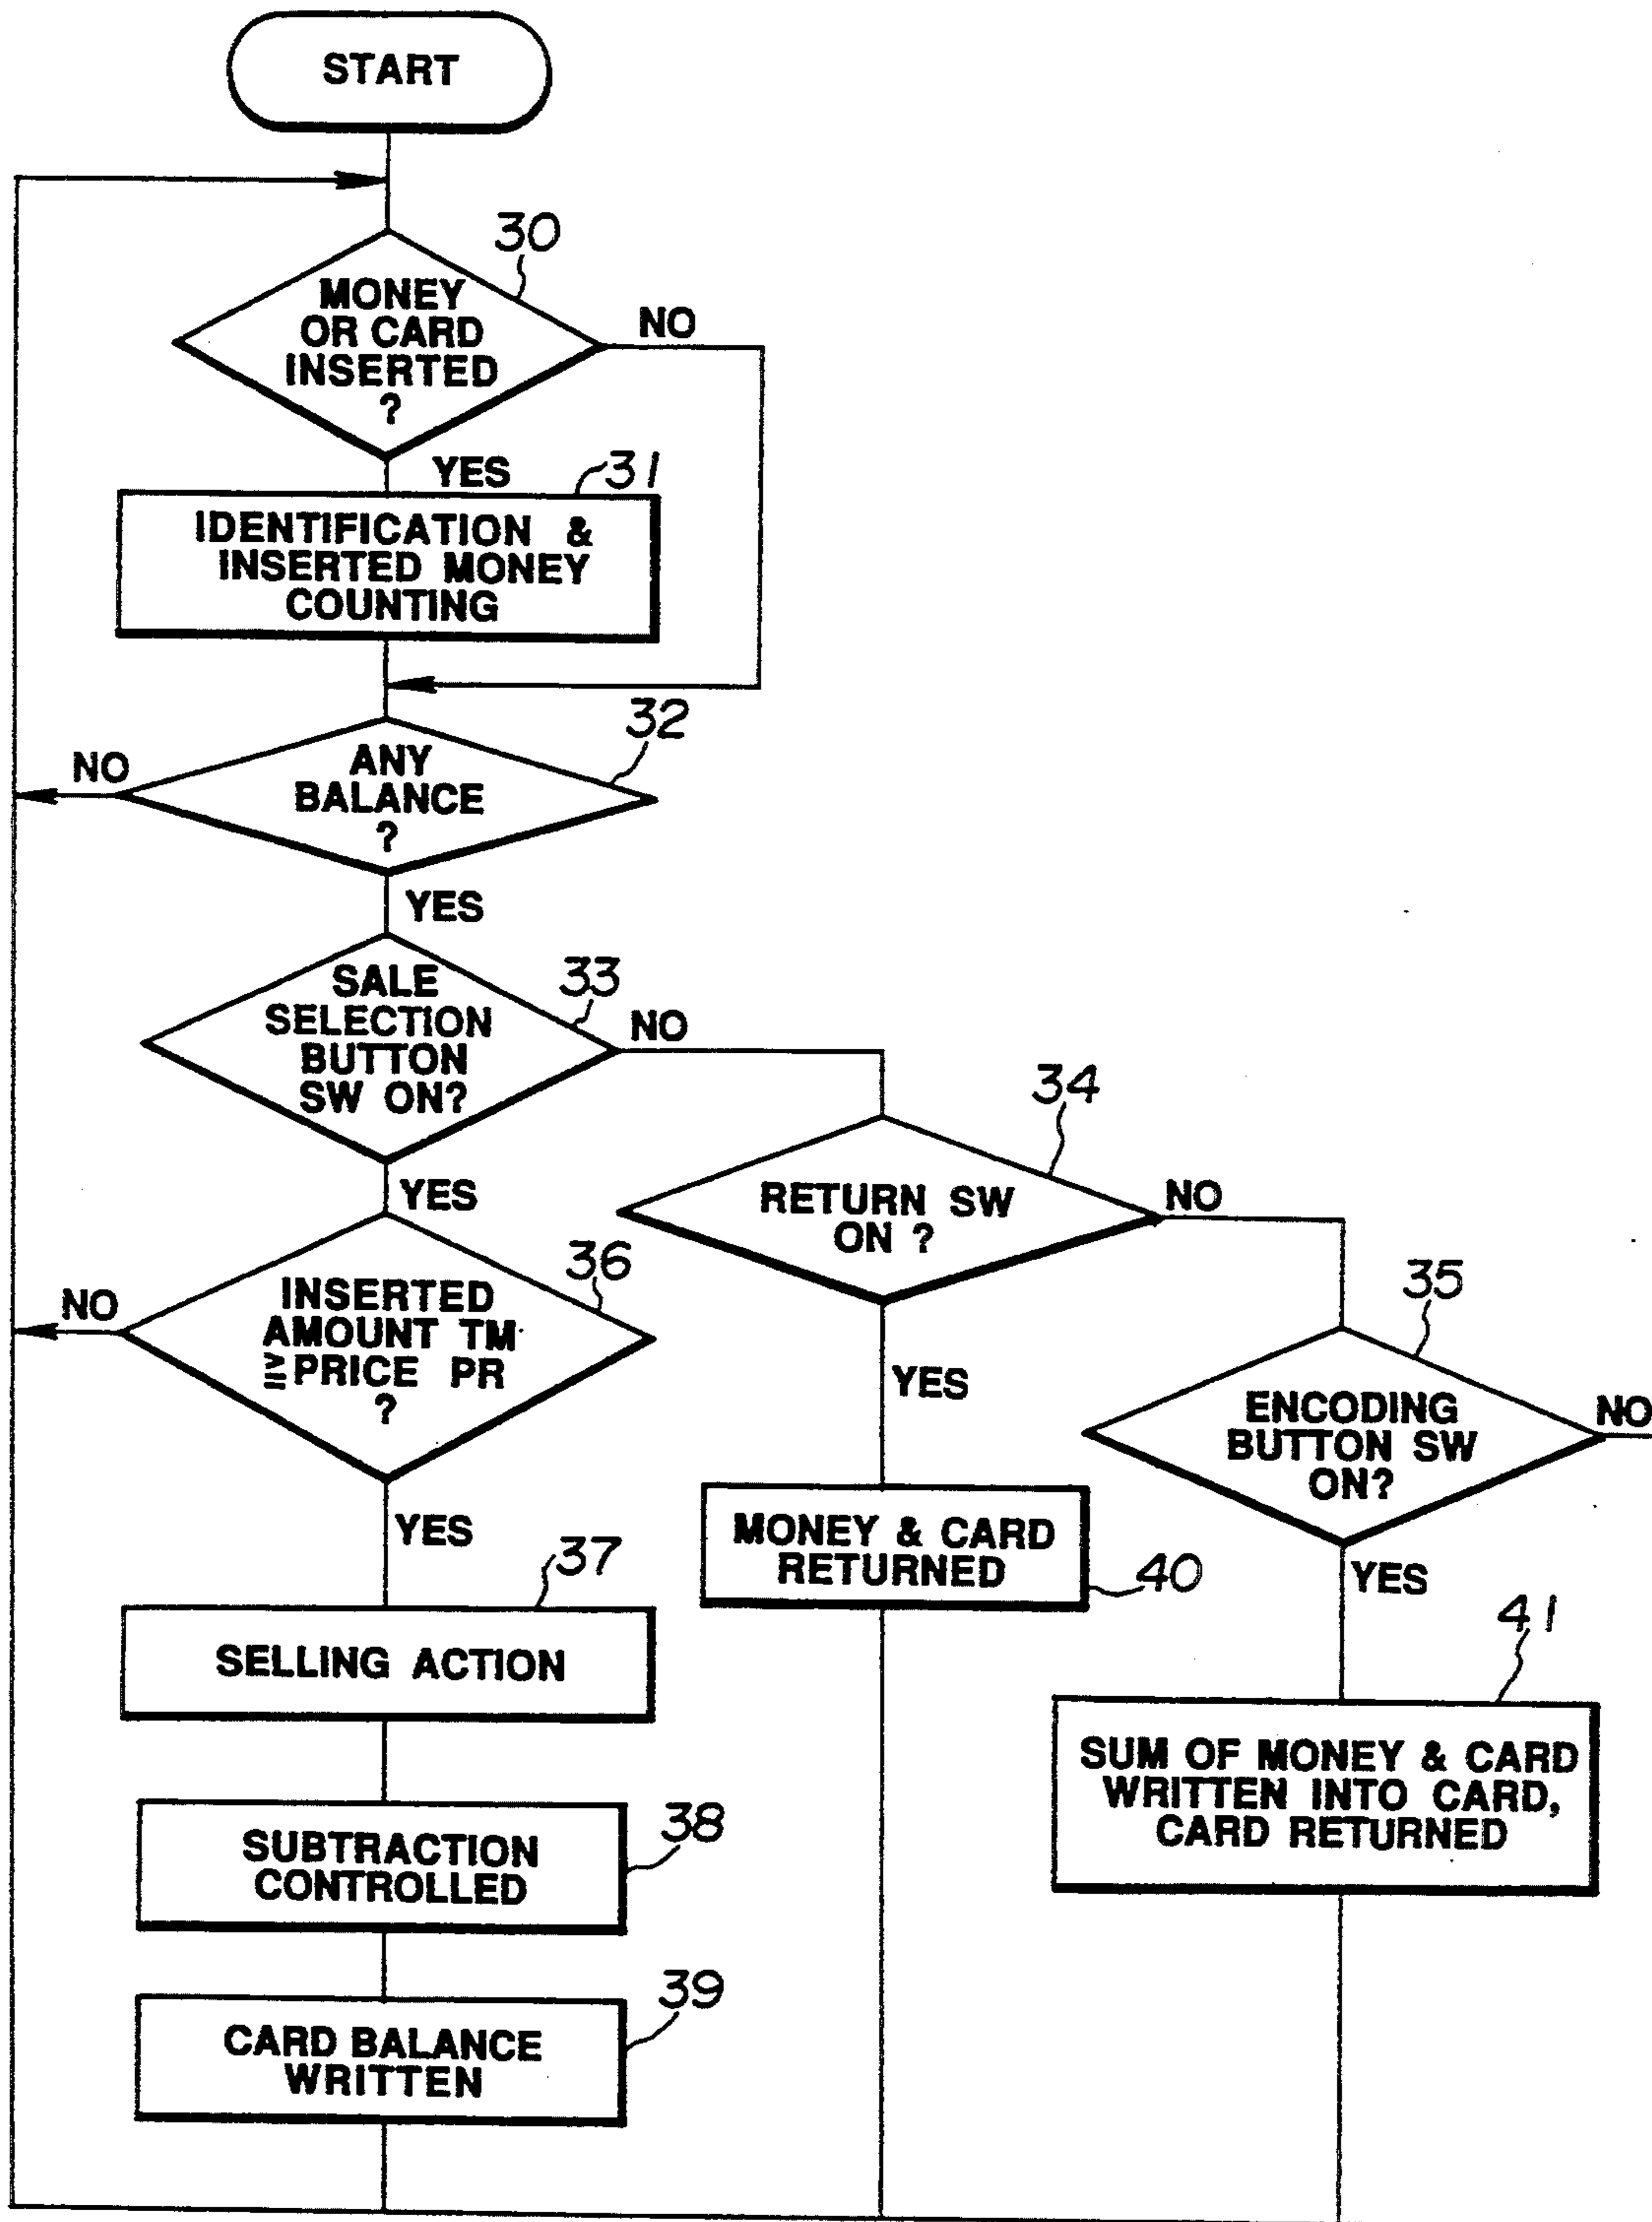 START
30
MONEY
OR CARD
INSERTED
?
NO
YES
31
IDENTIFICATION &
INSERTED MONEY
COUNTING
32
ANY
BALANCE
?
NO
YES
33
SALE
SELECTION
BUTTON
SW ON?
NO
YES
34
RETURN SW
ON ?
NO
YES
35
ENCODING
BUTTON SW
ON?
NO
YES
36
INSERTED
AMOUNT TM
≧PRICE PR
?
NO
YES
37
SELLING ACTION
38
SUBTRACTION
CONTROLLED
39
CARD BALANCE
WRITTEN
MONEY & CARD
RETURNED
40
41
SUM OF MONEY & CARD
WRITTEN INTO CARD,
CARD RETURNED